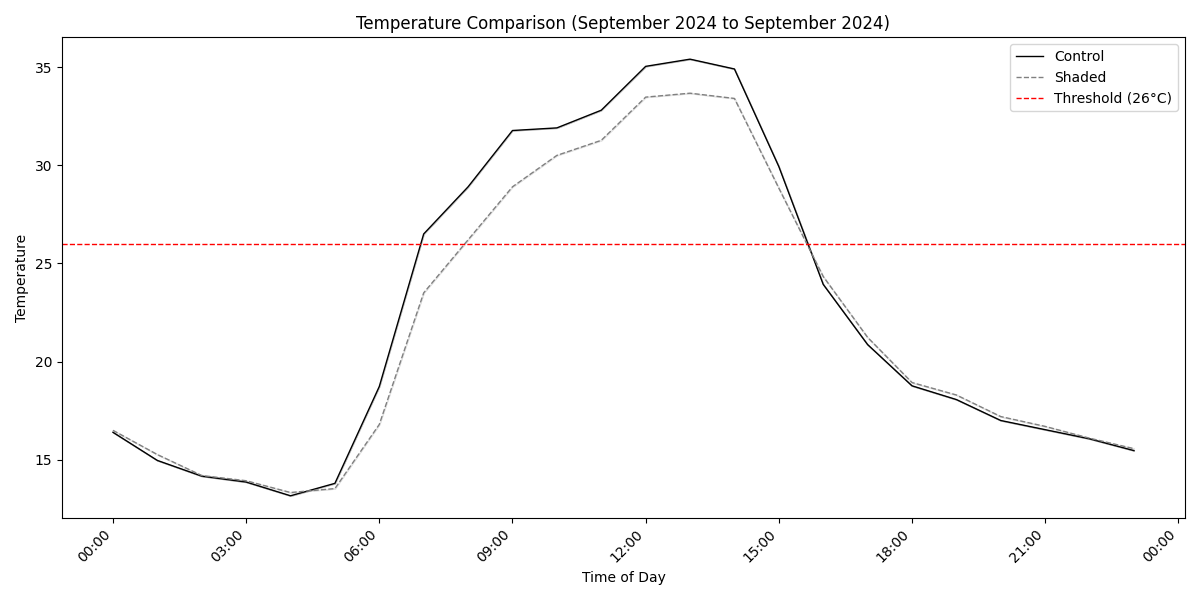 Temperature Comparison (September 2024 to September 2024)
Control
Shaded
Threshold (26°C)
Temperature
35
30
25
20
15
00:00
03:00
06:00
09:00
12:00
15:00
18:00
21:00
00:00
Time of Day